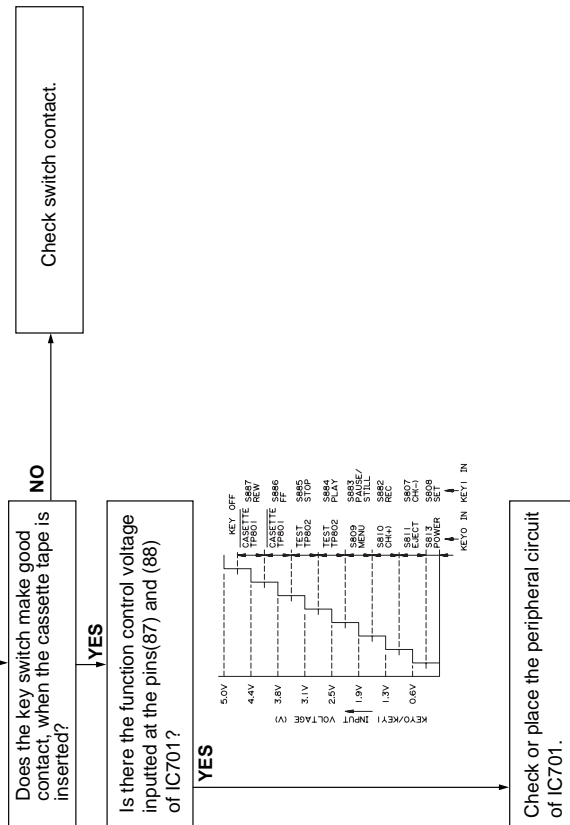 Does the key switch make good
contact, when the cassette tape is
inserted?
NO
Check switch contact.
YES
Is there the function control voltage
inputted at the pins(87) and (88)
of IC701?
YES
KEY0/KEY1 INPUT VOLTAGE (V)
5.0V
4.4V
3.8V
3.1V
2.5V
1.9V
1.3V
0.6V
KEY OFF
CASSETTE S887
TP801 REW
CASSETTE S886
TP801 FF
TEST S885
TP802 STOP
TEST S884
TP802 PLAY
S809 S883
MENU PAUSE/
STILL
S810 S882
CH(+) REC
S811 S807
EJECT CH(−)
S813 S808
POWER SET
KEY0 IN KEY1 IN
Check or place the peripheral circuit
of IC701.